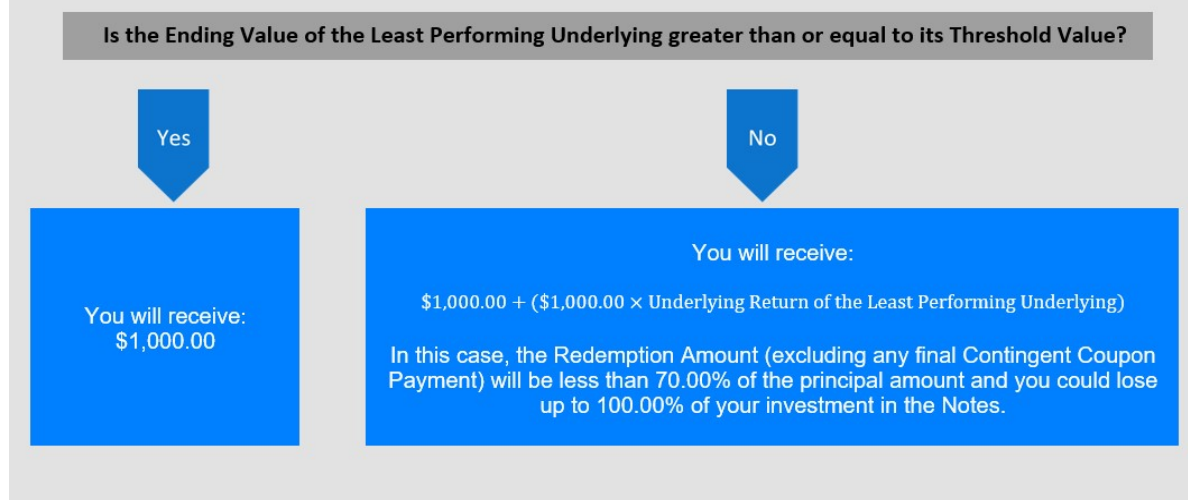 Is the Ending Value of the Least Performing Underlying greater than or equal to its Threshold Value?
Yes
No
You will receive:
$1,000.00
You will receive:
$1,000.00 + ($1,000.00 × Underlying Return of the Least Performing Underlying)
In this case, the Redemption Amount (excluding any final Contingent Coupon
Payment) will be less than 70.00% of the principal amount and you could lose
up to 100.00% of your investment in the Notes.